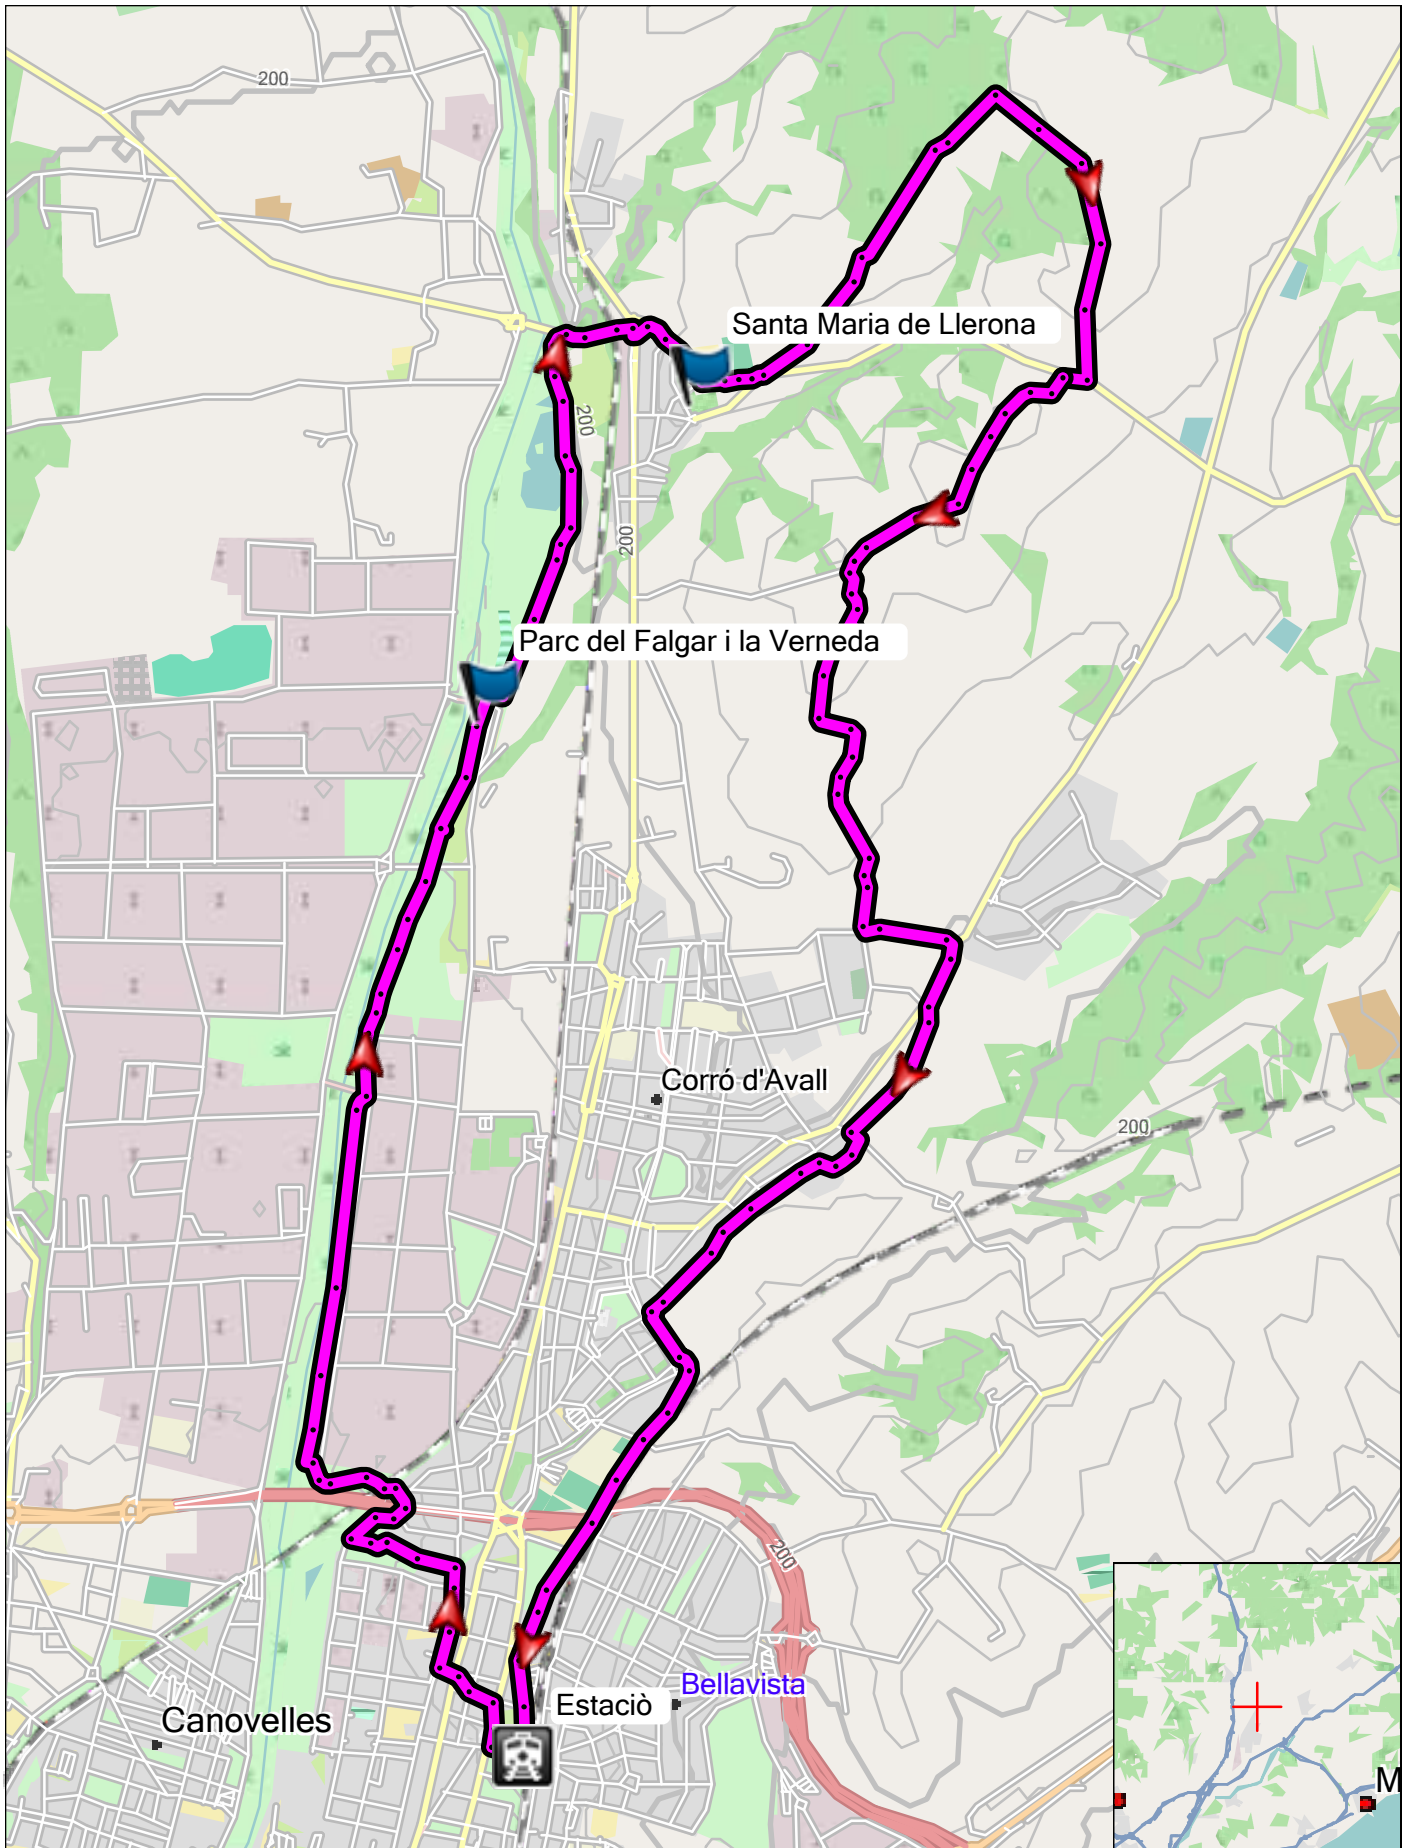 200
Santa Maria de Llerona
200
200
Parc del Falgar i la Verneda
Corró d'Avall
200
200
Bellavista
Estaciò
Canovelles
M